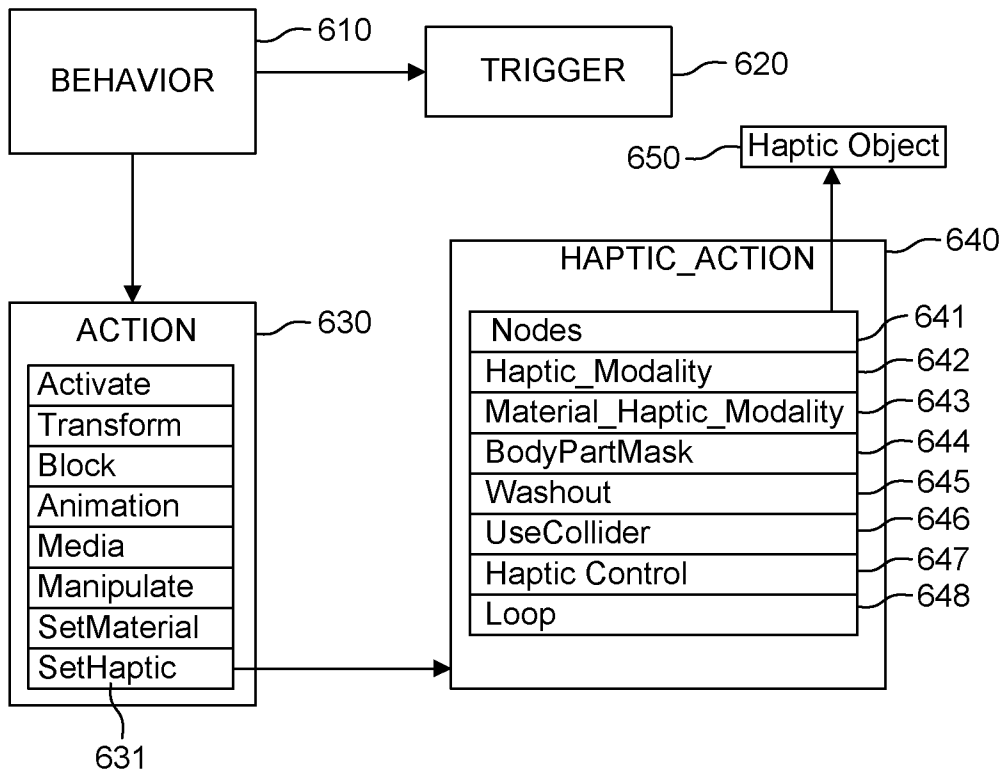 BEHAVIOR
610
TRIGGER
620
650
Haptic Object
HAPTIC_ACTION
640
Nodes
641
Haptic_Modality
642
Material_Haptic_Modality
643
BodyPartMask
644
Washout
645
UseCollider
646
Haptic Control
647
Loop
648
ACTION
630
Activate
Transform
Block
Animation
Media
Manipulate
SetMaterial
SetHaptic
631